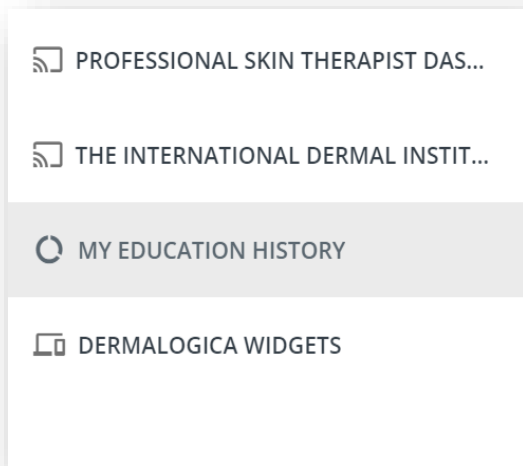 PROFESSIONAL SKIN THERAPIST DAS...
THE INTERNATIONAL DERMAL INSTIT...
MY EDUCATION HISTORY
DERMALOGICA WIDGETS